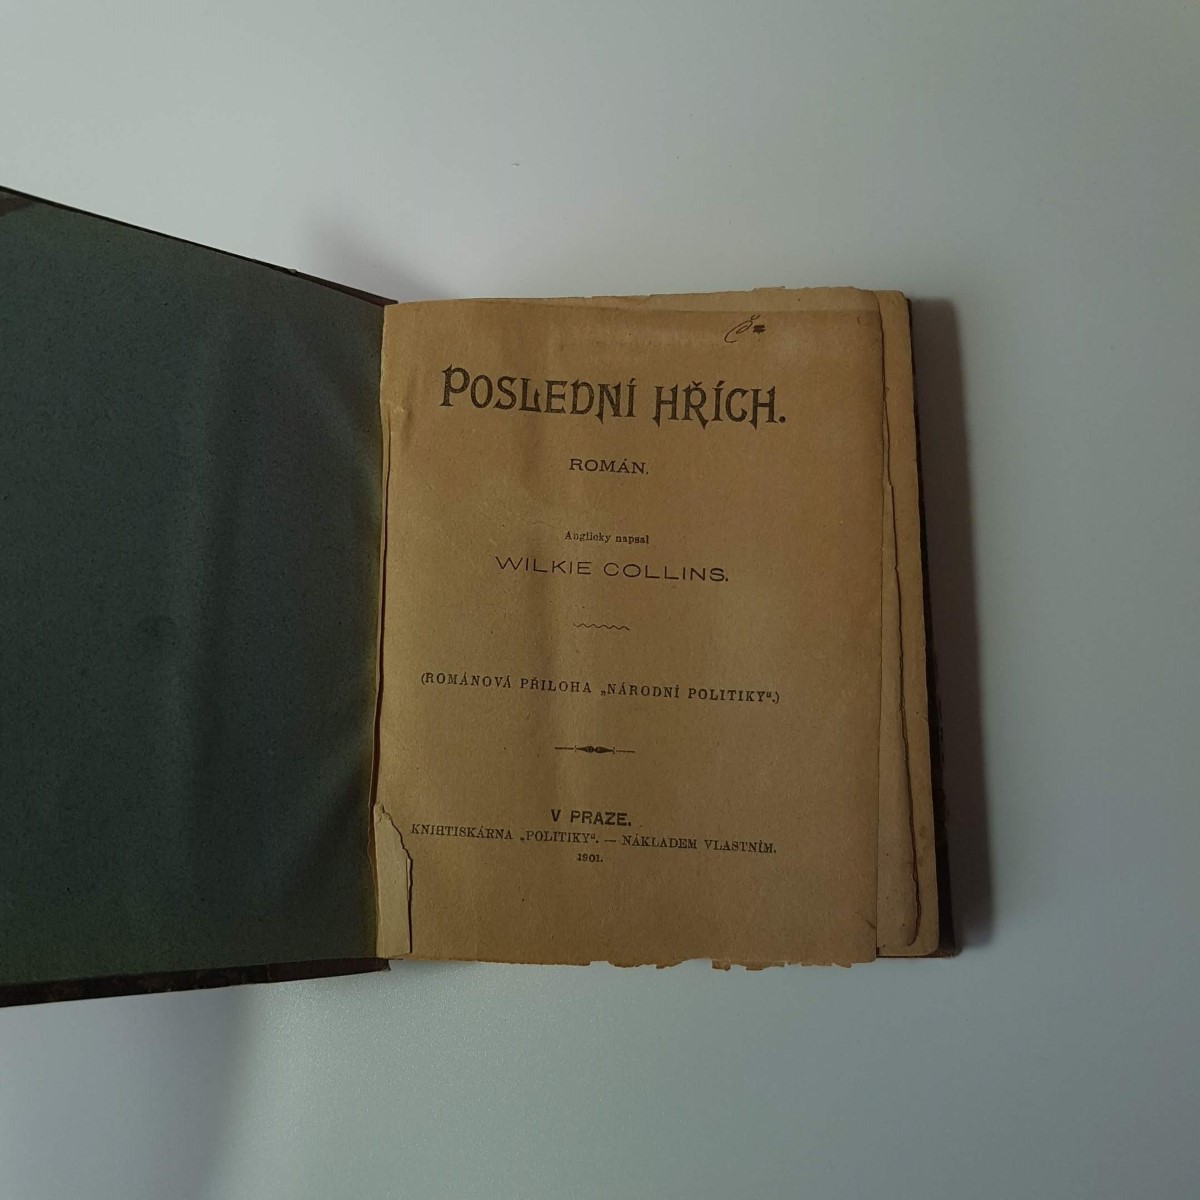 POSLEDNÍ HŘÍCH.
ROMÁN.
Anglicky napsal
WILKIE COLLINS.
(ROMÁNOVÁ PŘÍLOHA „NÁRODNÍ POLITIKY“.)
V PRAZE.
KNIHTISKÁRNA „POLITIKY“. — NÁKLADEM VLASTNÍM.
1901.